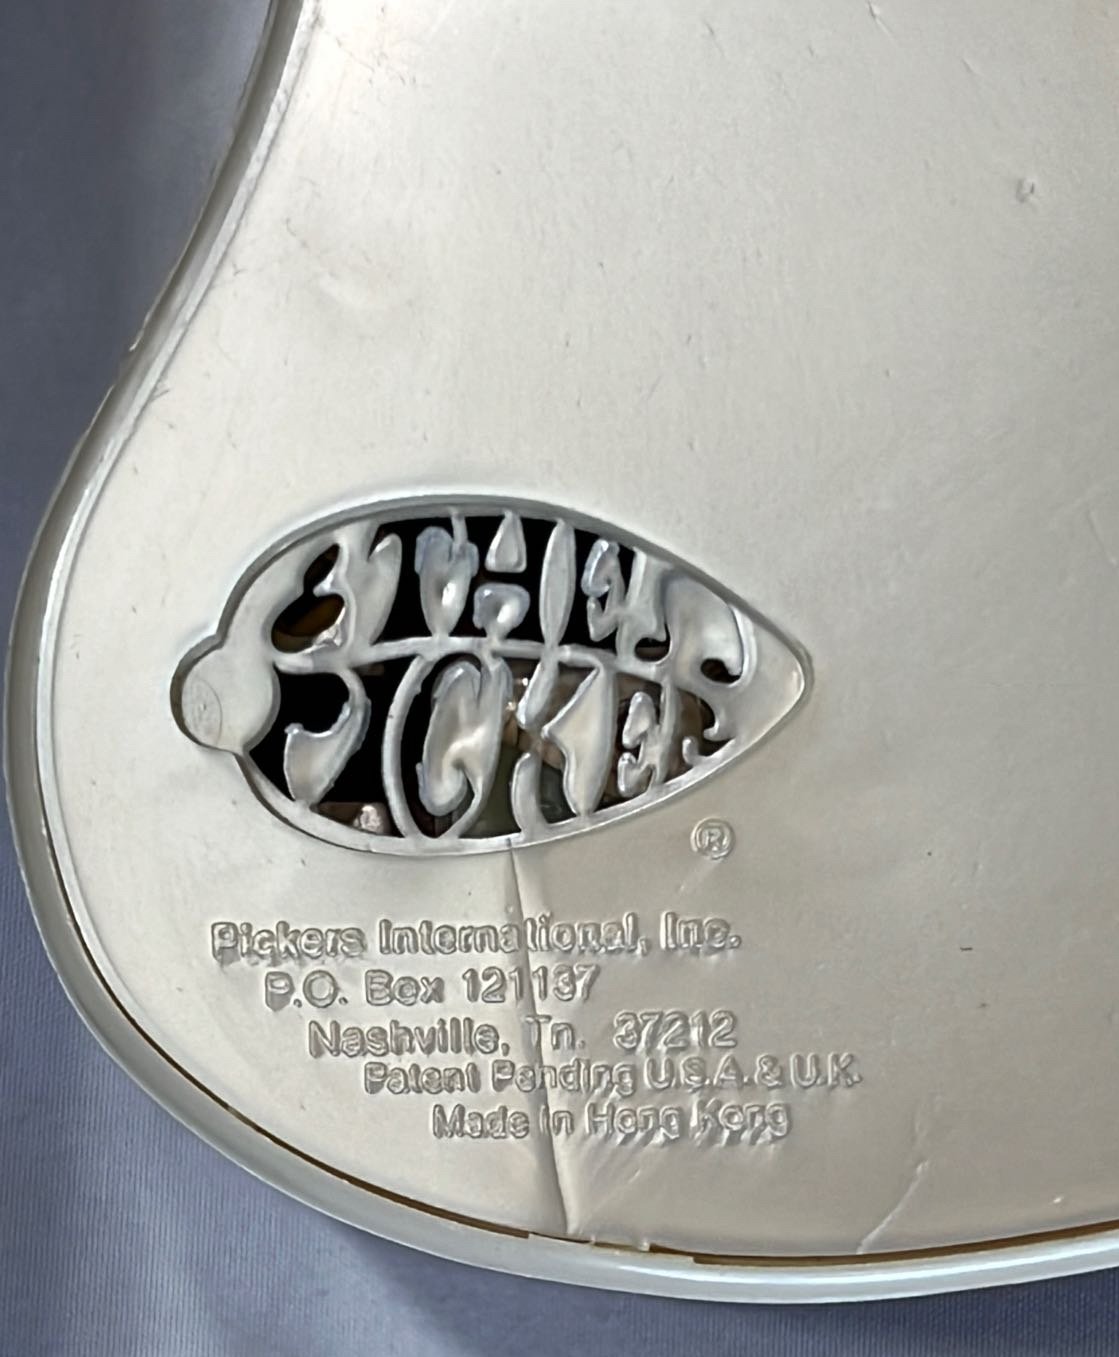 ®
Pickers International, Inc.
P.O. Box 121137
Nashville, Tn. 37212
Patent Pending U.S.A. & U.K.
Made In Hong Kong